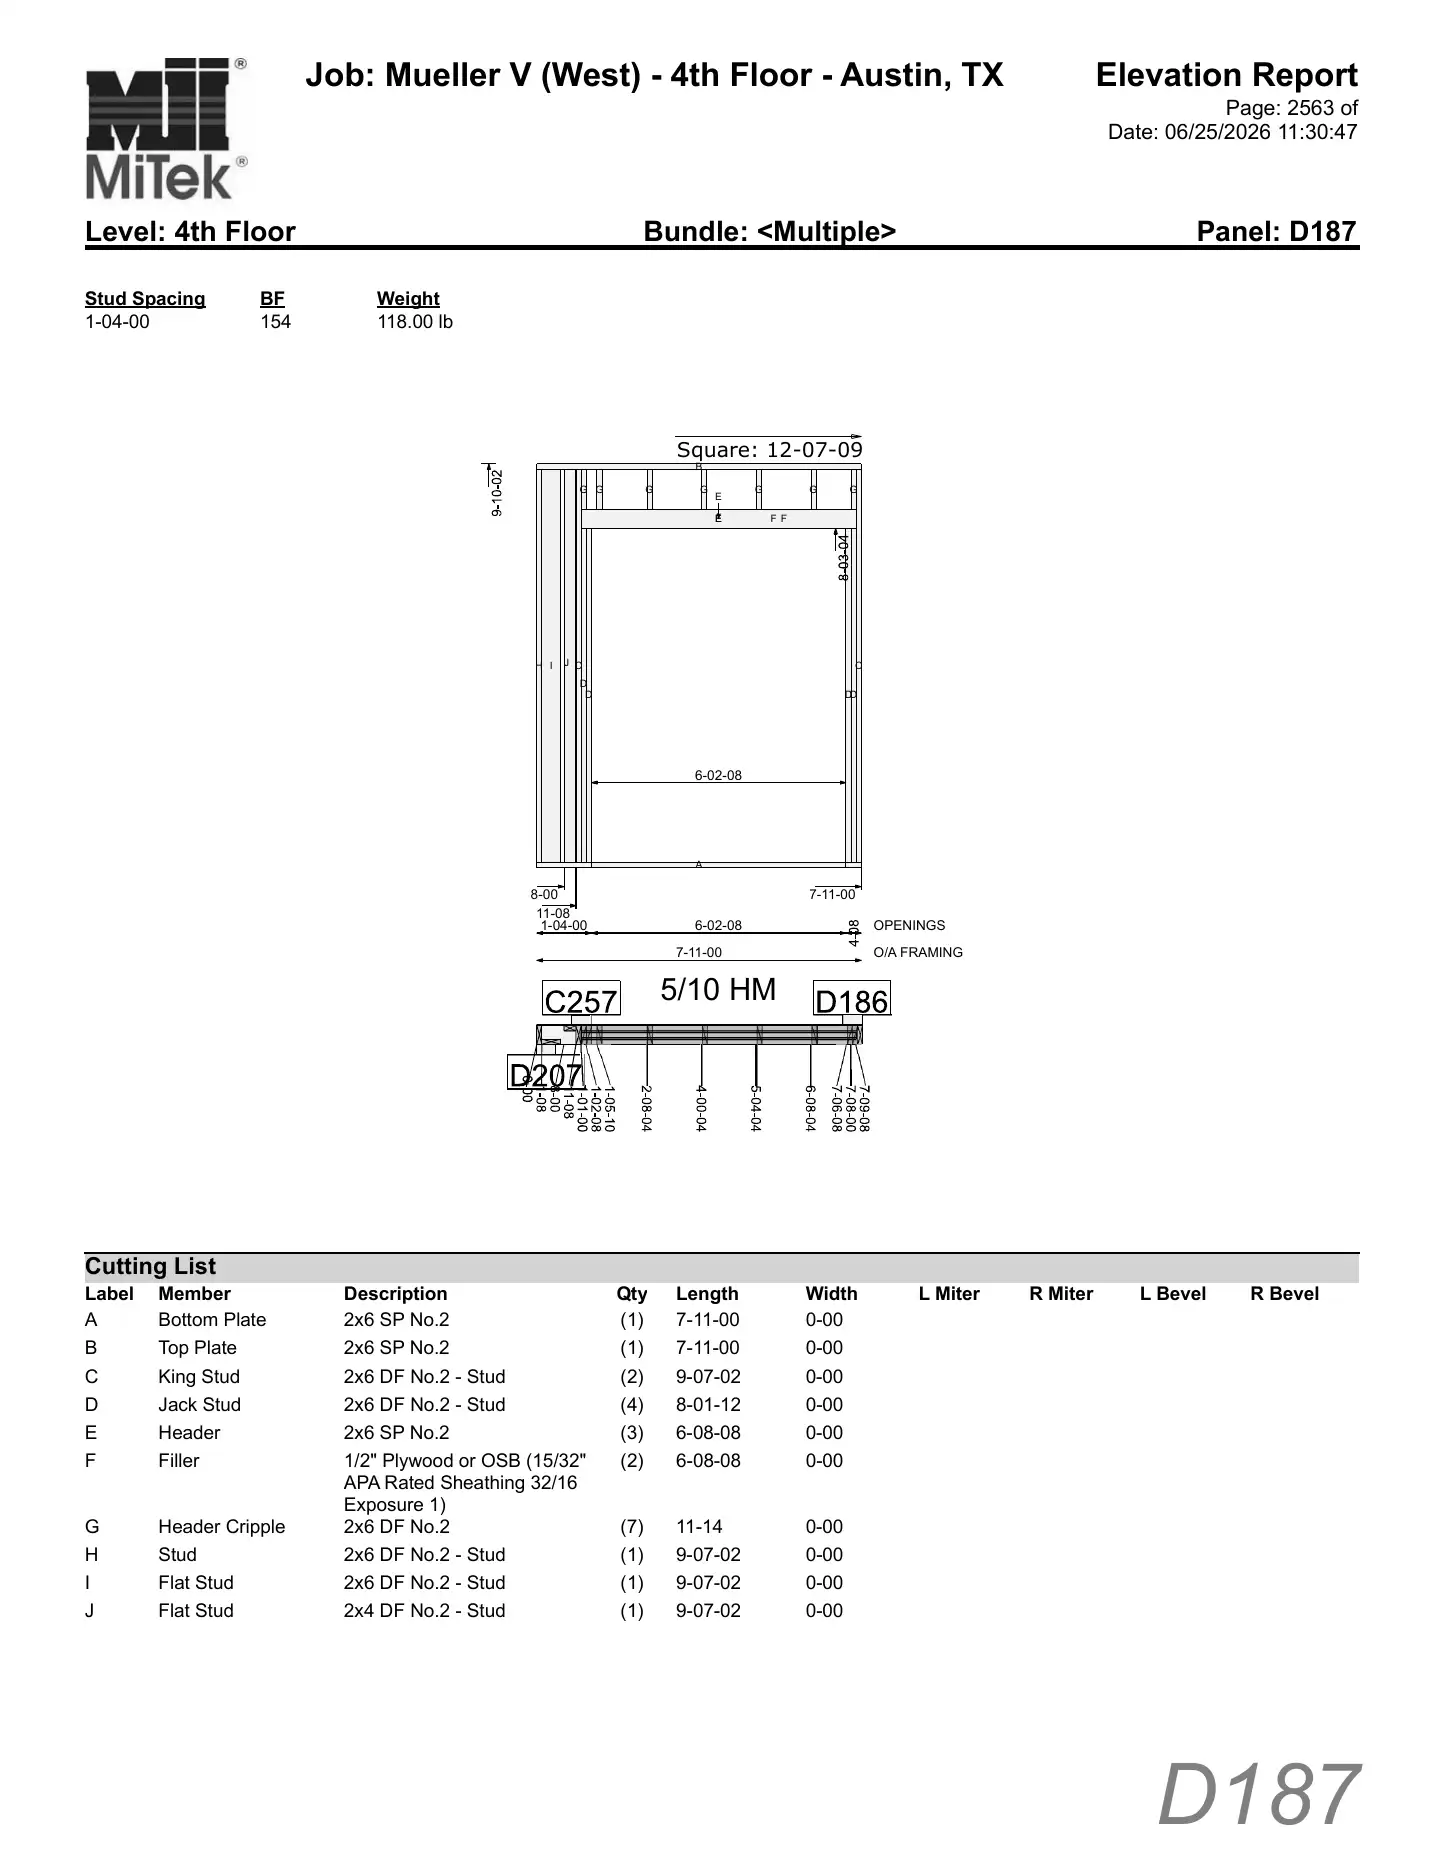 MiTek®
Job: Mueller V (West) - 4th Floor - Austin, TX
Elevation Report
Page: 2563 of
Date: 06/25/2026 11:30:47
Level: 4th Floor Bundle: <Multiple> Panel: D187
Stud Spacing BF Weight
1-04-00 154 118.00 lb
Square: 12-07-09
9-10-02
B
G G G G G G G
E
E F F
8-03-04
I J C C
D
D D D
6-02-08
A
8-00 7-11-00
11-08
1-04-00 6-02-08 4-08 OPENINGS
7-11-00 O/A FRAMING
C257 5/10 HM D186
D207
1-02-08
1-05-10
2-08-04
4-00-04
5-04-04
6-08-04
7-06-08
7-08-00
7-09-08
Cutting List
Label Member Description Qty Length Width L Miter R Miter L Bevel R Bevel
A Bottom Plate 2x6 SP No.2 (1) 7-11-00 0-00
B Top Plate 2x6 SP No.2 (1) 7-11-00 0-00
C King Stud 2x6 DF No.2 - Stud (2) 9-07-02 0-00
D Jack Stud 2x6 DF No.2 - Stud (4) 8-01-12 0-00
E Header 2x6 SP No.2 (3) 6-08-08 0-00
F Filler 1/2" Plywood or OSB (15/32" (2) 6-08-08 0-00
APA Rated Sheathing 32/16
Exposure 1)
G Header Cripple 2x6 DF No.2 (7) 11-14 0-00
H Stud 2x6 DF No.2 - Stud (1) 9-07-02 0-00
I Flat Stud 2x6 DF No.2 - Stud (1) 9-07-02 0-00
J Flat Stud 2x4 DF No.2 - Stud (1) 9-07-02 0-00
D187